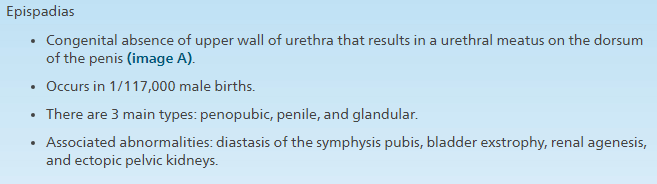 Epispadias
• Congenital absence of upper wall of urethra that results in a urethral meatus on the dorsum
of the penis (image A).
• Occurs in 1/117,000 male births.
• There are 3 main types: penopubic, penile, and glandular.
• Associated abnormalities: diastasis of the symphysis pubis, bladder exstrophy, renal agenesis,
and ectopic pelvic kidneys.